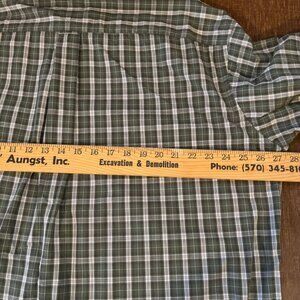 11 12 13 14 15 16 17 18 19 20 21 22 23 24 25 26 27 28
Aungst, Inc. Excavation & Demolition Phone: (570) 345-810